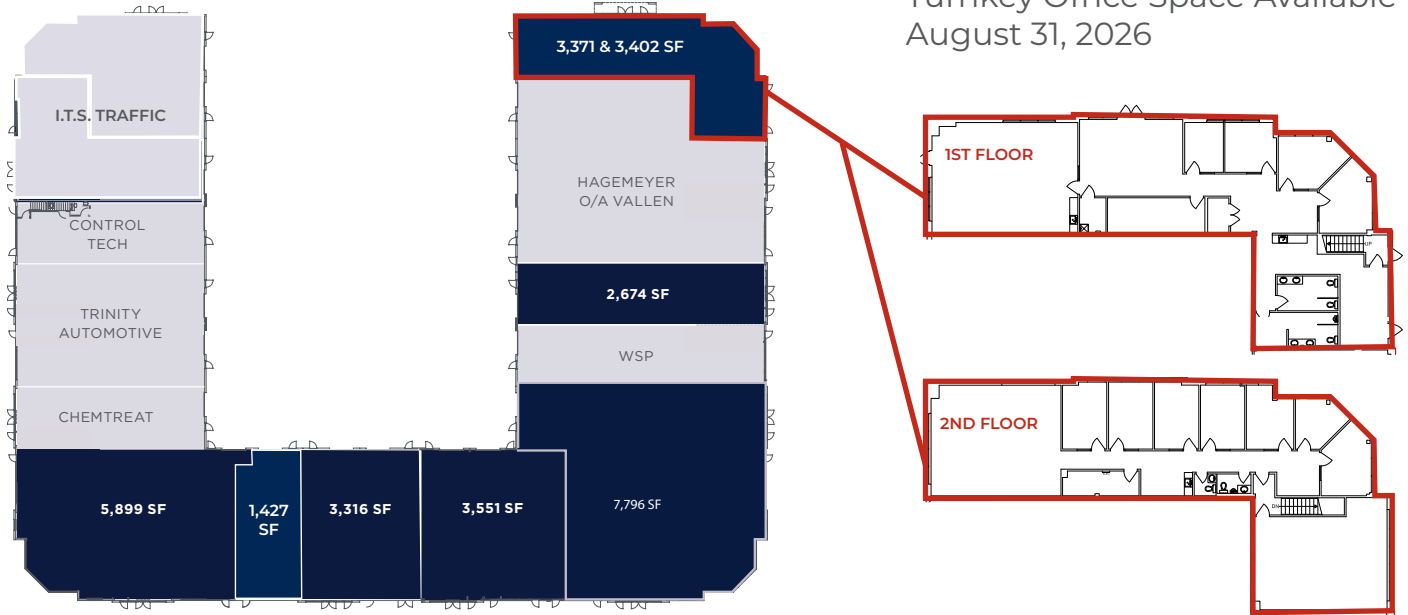 Turnkey Office Space Available
August 31, 2026
3,371 & 3,402 SF
I.T.S. TRAFFIC
HAGEMEYER
O/A VALLEN
CONTROL
TECH
2,674 SF
TRINITY
AUTOMOTIVE
WSP
CHEMTREAT
5,899 SF
1,427
SF
3,316 SF
3,551 SF
7,796 SF
1ST FLOOR
UP
2ND FLOOR
DN